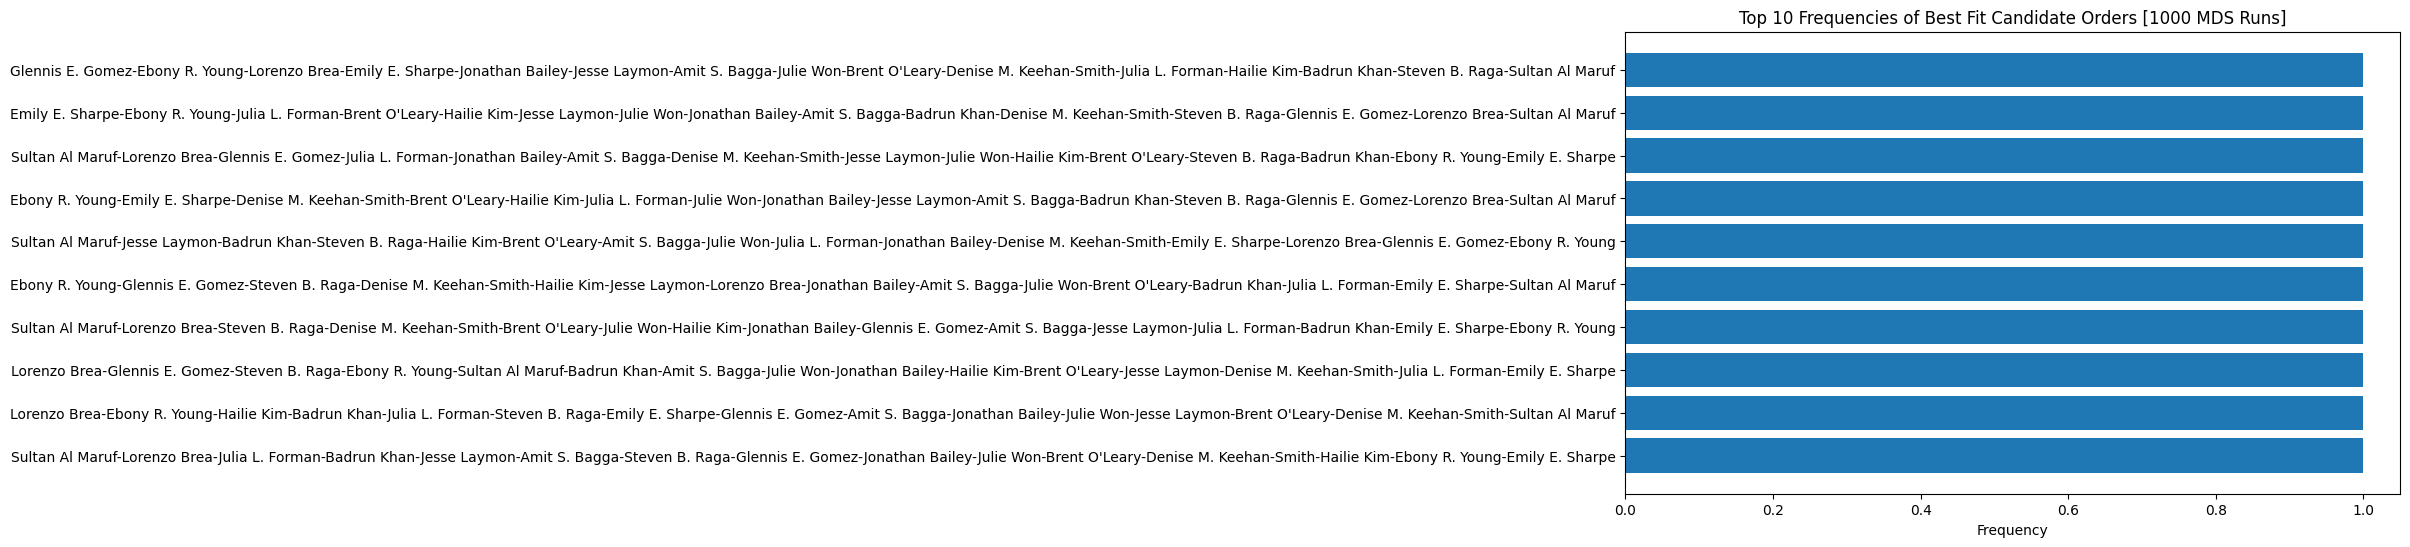 Top 10 Frequencies of Best Fit Candidate Orders [1000 MDS Runs]
Glennis E. Gomez-Ebony R. Young-Lorenzo Brea-Emily E. Sharpe-Jonathan Bailey-Jesse Laymon-Amit S. Bagga-Julie Won-Brent O'Leary-Denise M. Keehan-Smith-Julia L. Forman-Hailie Kim-Badrun Khan-Steven B. Raga-Sultan Al Maruf
Emily E. Sharpe-Ebony R. Young-Julia L. Forman-Brent O'Leary-Hailie Kim-Jesse Laymon-Julie Won-Jonathan Bailey-Amit S. Bagga-Badrun Khan-Denise M. Keehan-Smith-Steven B. Raga-Glennis E. Gomez-Lorenzo Brea-Sultan Al Maruf
Sultan Al Maruf-Lorenzo Brea-Glennis E. Gomez-Julia L. Forman-Jonathan Bailey-Amit S. Bagga-Denise M. Keehan-Smith-Jesse Laymon-Julie Won-Hailie Kim-Brent O'Leary-Steven B. Raga-Badrun Khan-Ebony R. Young-Emily E. Sharpe
Ebony R. Young-Emily E. Sharpe-Denise M. Keehan-Smith-Brent O'Leary-Hailie Kim-Julia L. Forman-Julie Won-Jonathan Bailey-Jesse Laymon-Amit S. Bagga-Badrun Khan-Steven B. Raga-Glennis E. Gomez-Lorenzo Brea-Sultan Al Maruf
Sultan Al Maruf-Jesse Laymon-Badrun Khan-Steven B. Raga-Hailie Kim-Brent O'Leary-Amit S. Bagga-Julie Won-Julia L. Forman-Jonathan Bailey-Denise M. Keehan-Smith-Emily E. Sharpe-Lorenzo Brea-Glennis E. Gomez-Ebony R. Young
Ebony R. Young-Glennis E. Gomez-Steven B. Raga-Denise M. Keehan-Smith-Hailie Kim-Jesse Laymon-Lorenzo Brea-Jonathan Bailey-Amit S. Bagga-Julie Won-Brent O'Leary-Badrun Khan-Julia L. Forman-Emily E. Sharpe-Sultan Al Maruf
Sultan Al Maruf-Lorenzo Brea-Steven B. Raga-Denise M. Keehan-Smith-Brent O'Leary-Julie Won-Hailie Kim-Jonathan Bailey-Glennis E. Gomez-Amit S. Bagga-Jesse Laymon-Julia L. Forman-Badrun Khan-Emily E. Sharpe-Ebony R. Young
Lorenzo Brea-Glennis E. Gomez-Steven B. Raga-Ebony R. Young-Sultan Al Maruf-Badrun Khan-Amit S. Bagga-Julie Won-Jonathan Bailey-Hailie Kim-Brent O'Leary-Jesse Laymon-Denise M. Keehan-Smith-Julia L. Forman-Emily E. Sharpe
Lorenzo Brea-Ebony R. Young-Hailie Kim-Badrun Khan-Julia L. Forman-Steven B. Raga-Emily E. Sharpe-Glennis E. Gomez-Amit S. Bagga-Jonathan Bailey-Julie Won-Jesse Laymon-Brent O'Leary-Denise M. Keehan-Smith-Sultan Al Maruf
Sultan Al Maruf-Lorenzo Brea-Julia L. Forman-Badrun Khan-Jesse Laymon-Amit S. Bagga-Steven B. Raga-Glennis E. Gomez-Jonathan Bailey-Julie Won-Brent O'Leary-Denise M. Keehan-Smith-Hailie Kim-Ebony R. Young-Emily E. Sharpe
0.0 0.2 0.4 0.6 0.8 1.0
Frequency